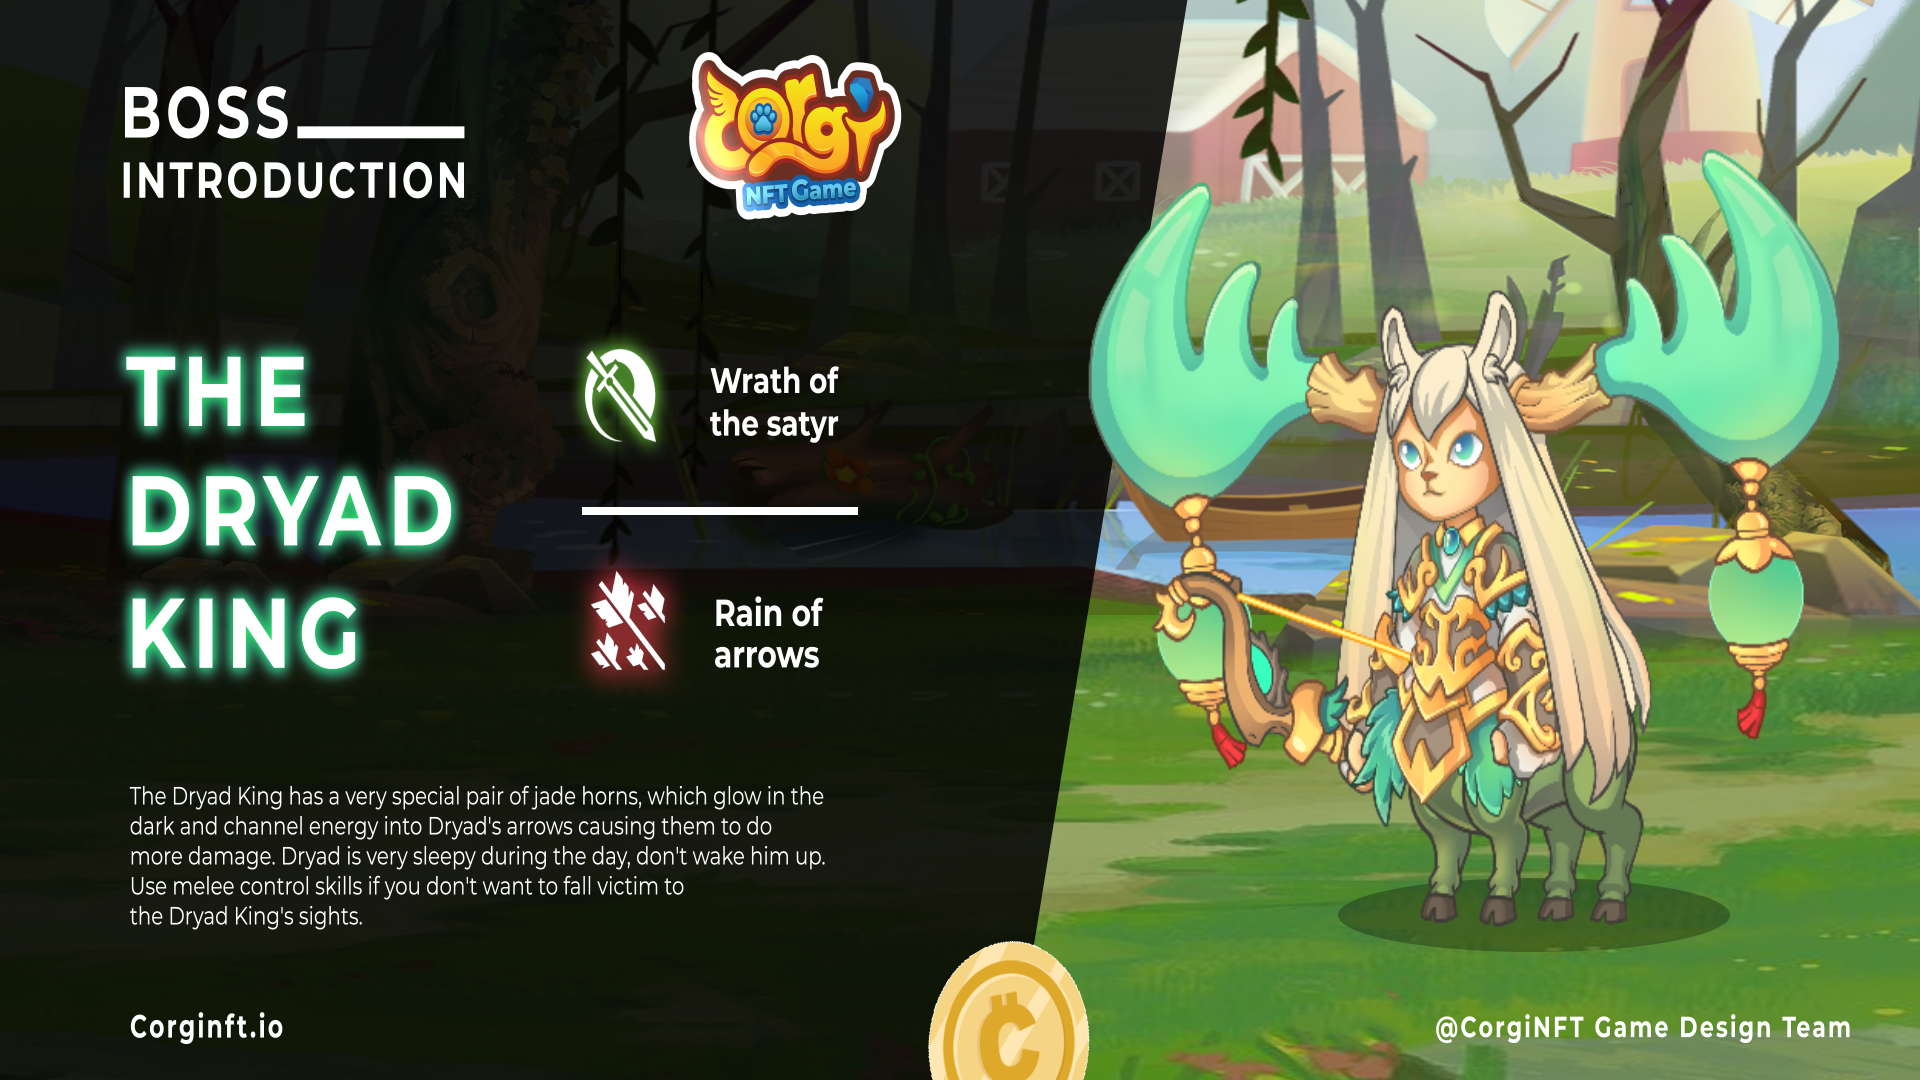 BOSS
INTRODUCTION
Corgi
NFT Game
THE
DRYAD
KING
Wrath of
the satyr
Rain of
arrows
The Dryad King has a very special pair of jade horns, which glow in the
dark and channel energy into Dryad's arrows causing them to do
more damage. Dryad is very sleepy during the day, don't wake him up.
Use melee control skills if you don't want to fall victim to
the Dryad King's sights.
Corginft.io
C
@CorgiNFT Game Design Team